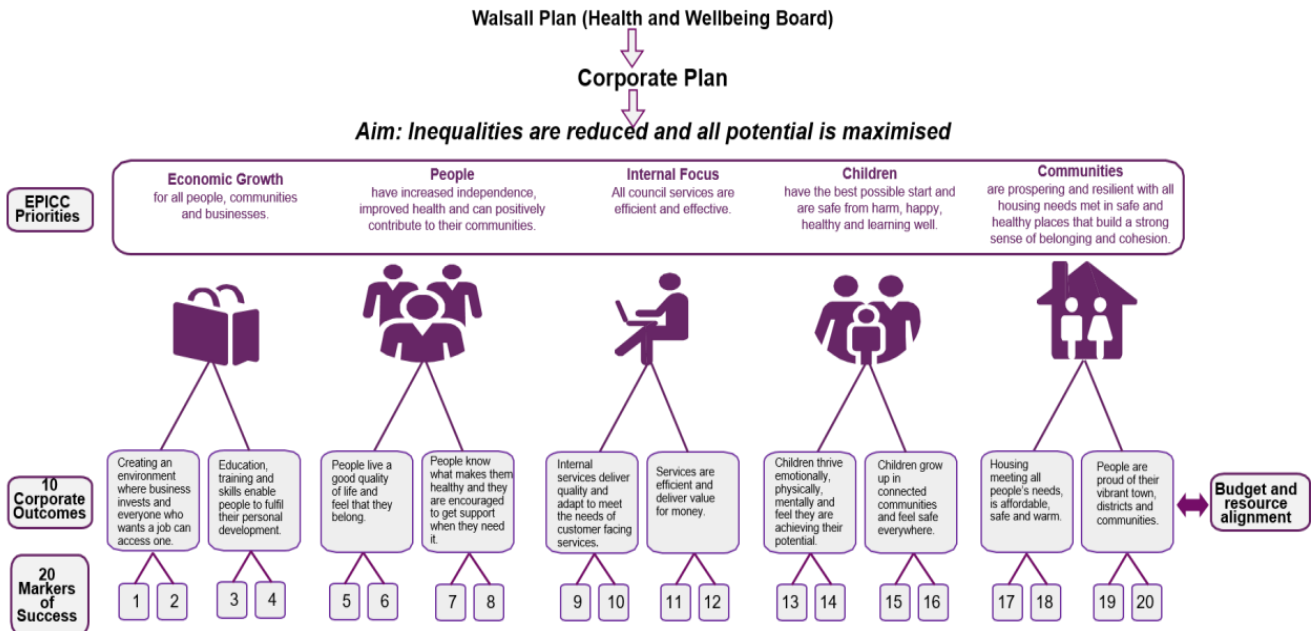 Walsall Plan (Health and Wellbeing Board)
Corporate Plan
Aim: Inequalities are reduced and all potential is maximised
EPICC
Priorities
Economic Growth
for all people, communities
and businesses.
People
have increased independence,
improved health and can positively
contribute to their communities.
Internal Focus
All council services are
efficient and effective.
Children
have the best possible start and
are safe from harm, happy,
healthy and learning well.
Communities
are prospering and resilient with all
housing needs met in safe and
healthy places that build a strong
sense of belonging and cohesion.
10
Corporate
Outcomes
Creating an
environment
where business
invests and
everyone who
wants a job can
access one.
Education,
training and
skills enable
people to fulfil
their personal
development.
People live a
good quality
of life and
feel that they
belong.
People know
what makes them
healthy and they
are encouraged
to get support
when they need
it.
Internal
services deliver
quality and
adapt to meet
the needs of
customer facing
services.
Services are
efficient and
deliver value
for money.
Children thrive
emotionally,
physically,
mentally and
feel they are
achieving their
potential.
Children grow
up in
connected
communities
and feel safe
everywhere.
Housing
meeting all
people's needs,
is affordable,
safe and warm.
People are
proud of their
vibrant town,
districts and
communities.
Budget and
resource
alignment
20
Markers
of
Success
1 2 3 4 5 6 7 8 9 10 11 12 13 14 15 16 17 18 19 20